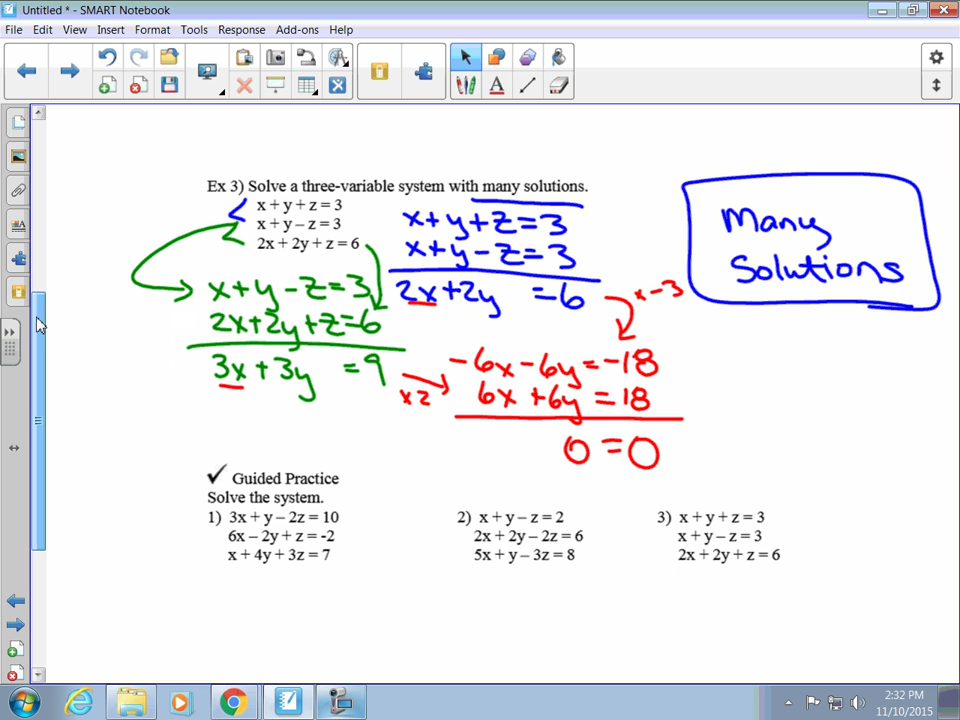 Untitled * - SMART Notebook
File Edit View Insert Format Tools Response Add-ons Help
Ex 3) Solve a three-variable system with many solutions.
x + y + z = 3
x + y – z = 3
2x + 2y + z = 6
x+y+z=3
x+y-z=3
2x+2y =6
x-3
Many
Solutions
x+y-z=3
2x+2y+z=6
3x+3y =9
x2
-6x-6y=-18
6x+6y=18
0=0
Guided Practice
Solve the system.
1) 3x + y – 2z = 10
6x – 2y + z = -2
x + 4y + 3z = 7
2) x + y – z = 2
2x + 2y – 2z = 6
5x + y – 3z = 8
3) x + y + z = 3
x + y – z = 3
2x + 2y + z = 6
2:32 PM
11/10/2015